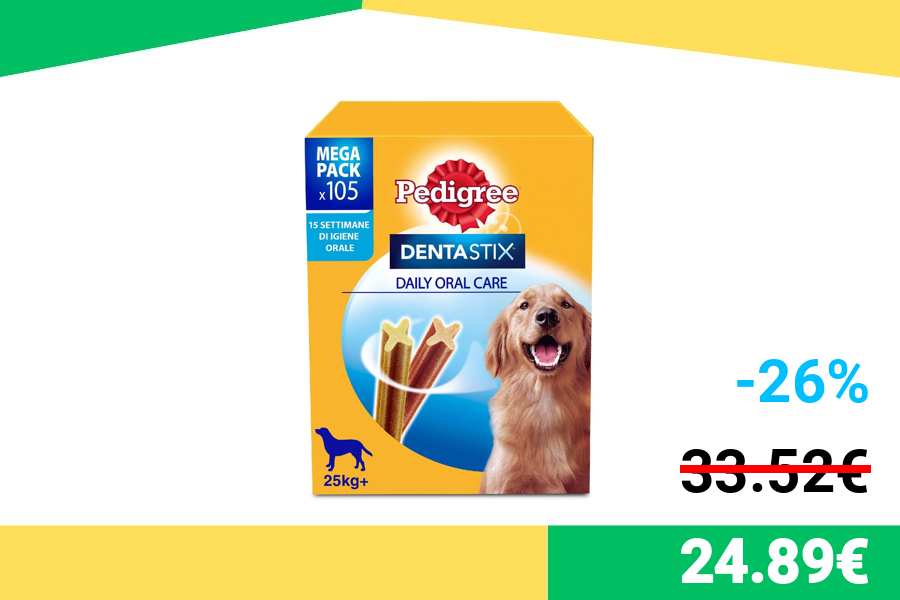 MEGA
PACK
x105
15 SETTIMANE
DI IGIENE
ORALE
Pedigree
DENTASTIX
DAILY ORAL CARE
25kg+
-26%
33.52€
24.89€